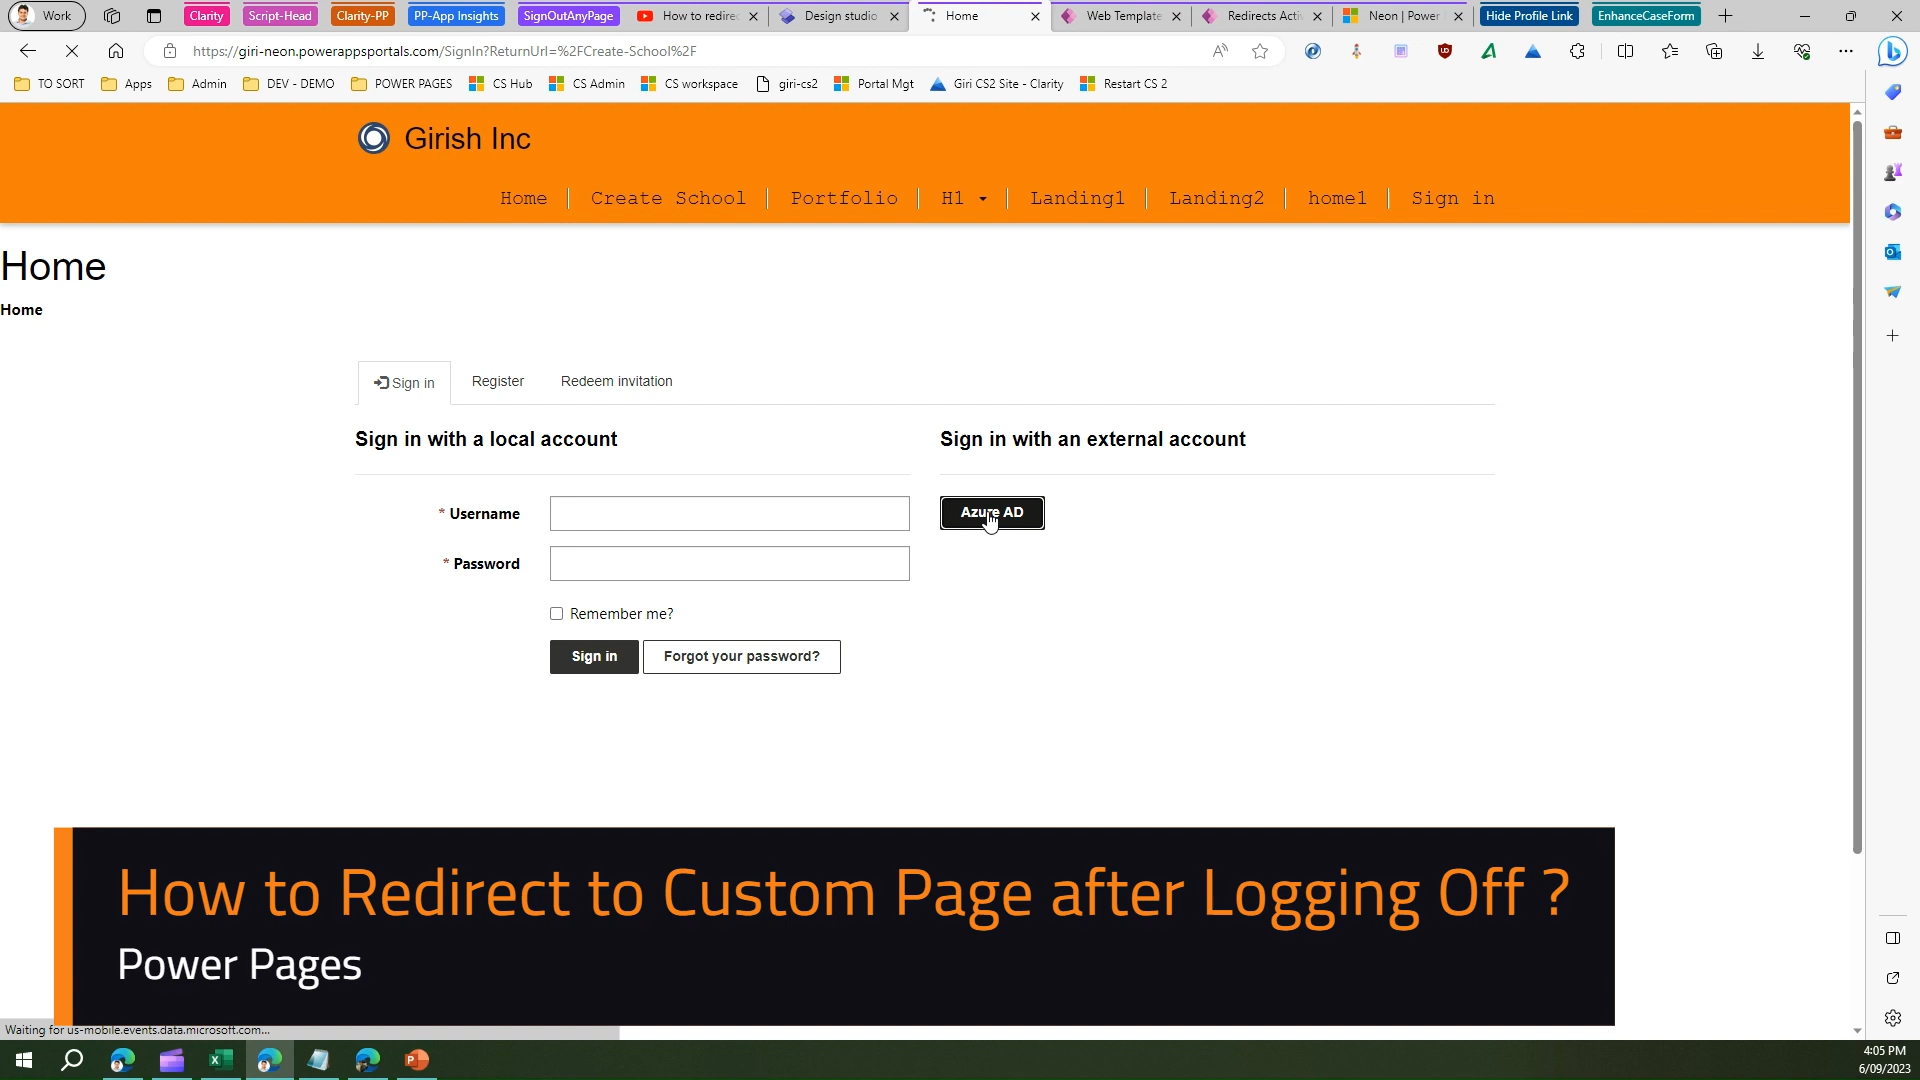 Work
Clarity
Script-Head
Clarity-PP
PP-App Insights
SignOutAnyPage
How to redirec
Design studio
Home
Web Template
Redirects Acti
Neon | Power
Hide Profile Link
EnhanceCaseForm
https://giri-neon.powerappsportals.com/SignIn?ReturnUrl=%2FCreate-School%2F
TO SORT
Apps
Admin
DEV - DEMO
POWER PAGES
CS Hub
CS Admin
CS workspace
giri-cs2
Portal Mgt
Giri CS2 Site - Clarity
Restart CS 2
Girish Inc
Home
Create School
Portfolio
H1
Landing1
Landing2
home1
Sign in
Home
Home
Sign in
Register
Redeem invitation
Sign in with a local account
Sign in with an external account
* Username
Azure AD
* Password
Remember me?
Sign in
Forgot your password?
How to Redirect to Custom Page after Logging Off ?
Power Pages
Waiting for us-mobile.events.data.microsoft.com...
4:05 PM
6/09/2023